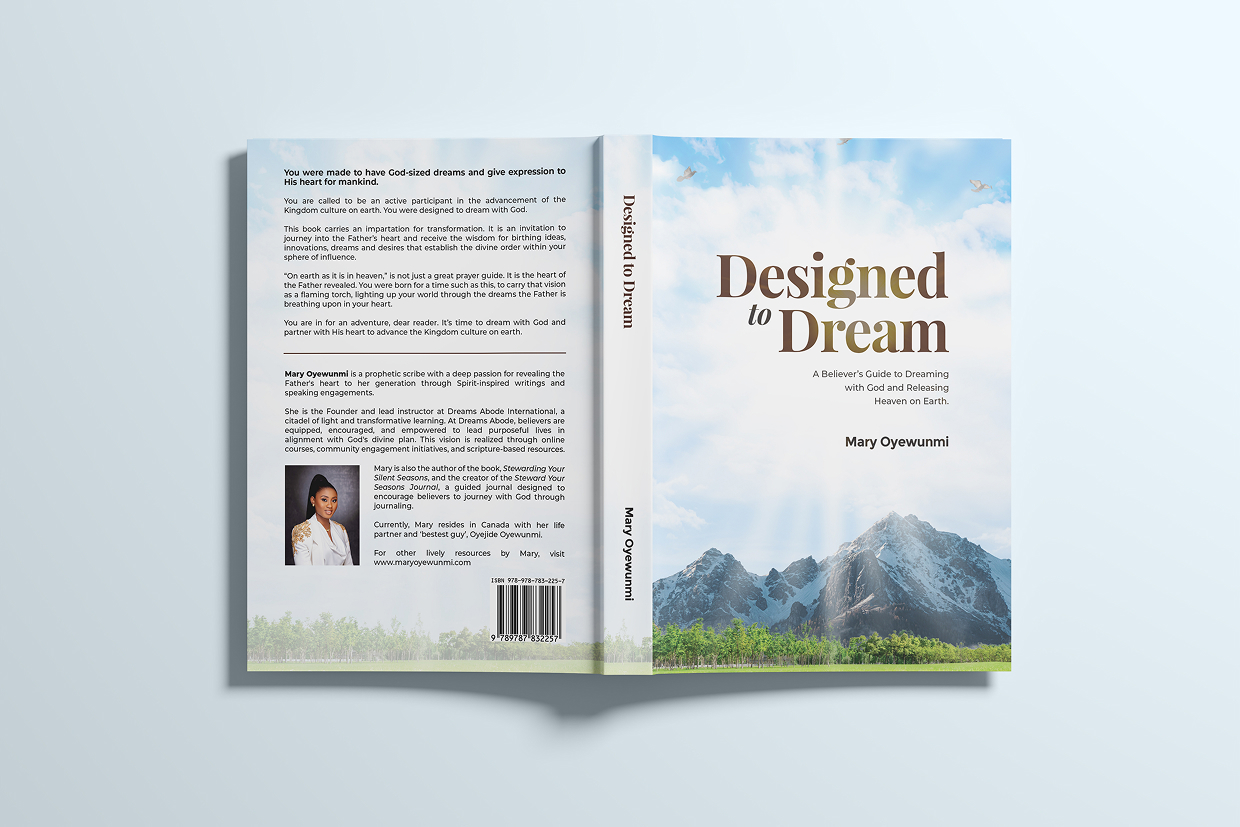 You were made to have God-sized dreams and give expression to
His heart for mankind.
You are called to be an active participant in the advancement of the
Kingdom culture on earth. You were designed to dream with God.
This book carries an impartation for transformation. It is an invitation to
journey into the Father's heart and receive the wisdom for birthing ideas,
innovations, dreams and desires that establish the divine order within your
sphere of influence.
“On earth as it is in heaven,” is not just a great prayer guide. It is the heart of
the Father revealed. You were born for a time such as this, to carry that vision
as a flaming torch, lighting up your world through the dreams the Father is
breathing upon in your heart.
You are in for an adventure, dear reader. It's time to dream with God and
partner with His heart to advance the Kingdom culture on earth.
Mary Oyewunmi is a prophetic scribe with a deep passion for revealing the
Father's heart to her generation through Spirit-inspired writings and
speaking engagements.
She is the Founder and lead instructor at Dreams Abode International, a
citadel of light and transformative learning. At Dreams Abode, believers are
equipped, encouraged, and empowered to lead purposeful lives in
alignment with God's divine plan. This vision is realized through online
courses, community engagement initiatives, and scripture-based resources.
Mary is also the author of the book, Stewarding Your
Silent Seasons, and the creator of the Steward Your
Seasons Journal, a guided journal designed to
encourage believers to journey with God through
journaling.
Currently, Mary resides in Canada with her life
partner and ‘bestest guy’, Oyejide Oyewunmi.
For other lively resources by Mary, visit
www.maryoyewunmi.com
ISBN 978-978-783-225-7
9 789787 832257
Designed to Dream
Mary Oyewunmi
Designed
to Dream
A Believer's Guide to Dreaming
with God and Releasing
Heaven on Earth.
Mary Oyewunmi